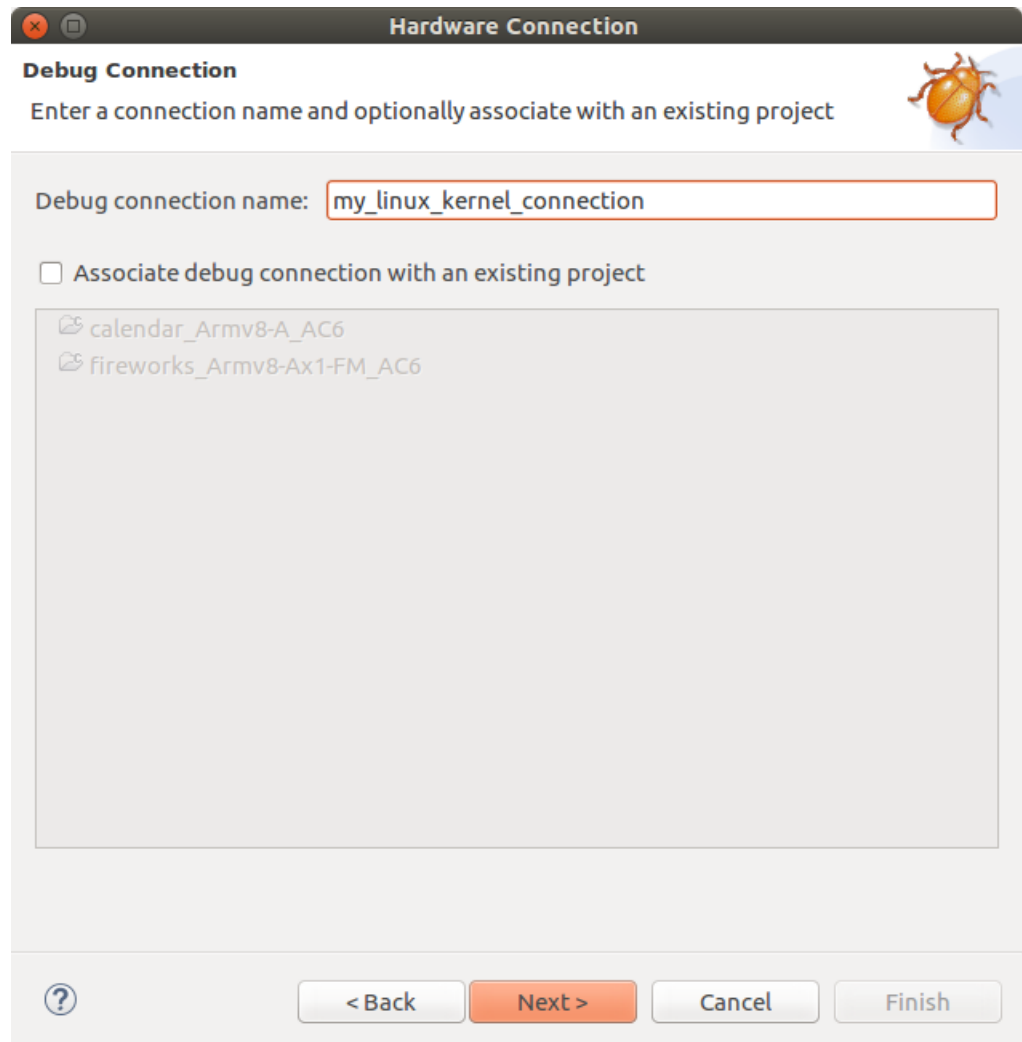 Hardware Connection
Debug Connection
Enter a connection name and optionally associate with an existing project
Debug connection name: my_linux_kernel_connection
Associate debug connection with an existing project
calendar_Armv8-A_AC6
fireworks_Armv8-Ax1-FM_AC6
? < Back Next > Cancel Finish